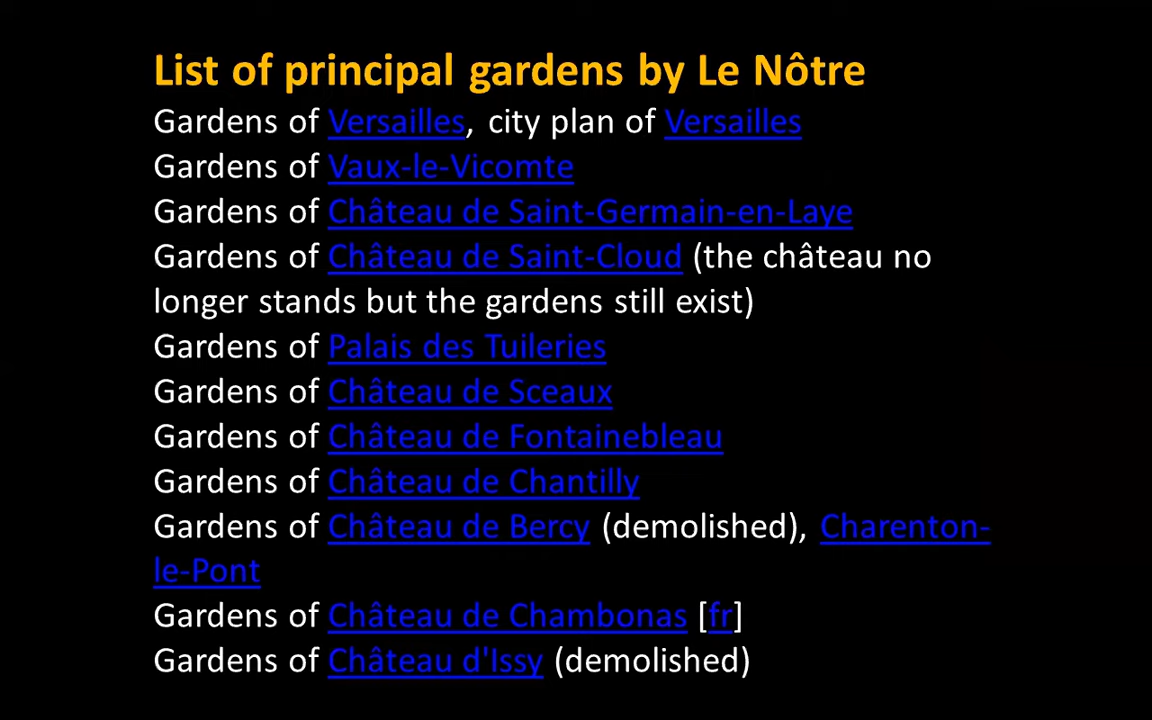 List of principal gardens by Le Nôtre
Gardens of Versailles, city plan of Versailles
Gardens of Vaux-le-Vicomte
Gardens of Château de Saint-Germain-en-Laye
Gardens of Château de Saint-Cloud (the château no
longer stands but the gardens still exist)
Gardens of Palais des Tuileries
Gardens of Château de Sceaux
Gardens of Château de Fontainebleau
Gardens of Château de Chantilly
Gardens of Château de Bercy (demolished), Charenton-
le-Pont
Gardens of Château de Chambonas [fr]
Gardens of Château d'Issy (demolished)